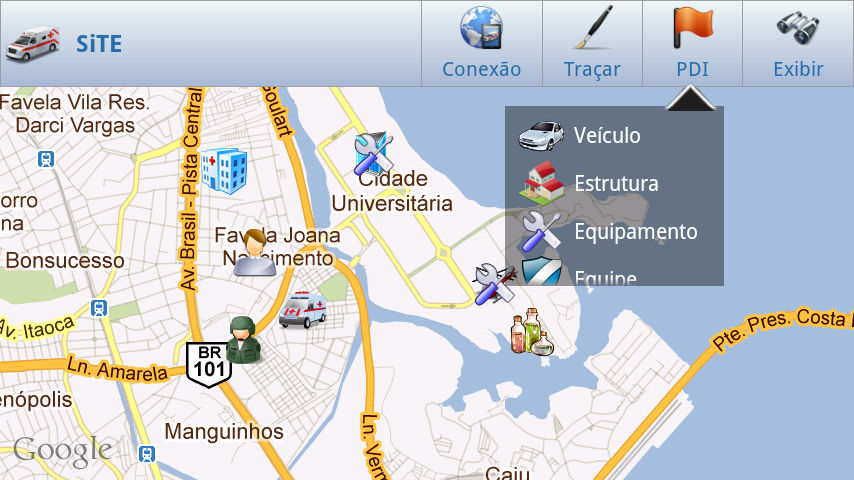 SiTE
Conexão
Traçar
PDI
Exibir
Veículo
Estrutura
Equipamento
Equipe
Favela Vila Res.
Darci Vargas
Av. Brasil - Pista Central
Goulart
Cidade
Universitária
orro
na
Favela Joana
Nascimento
Bonsucesso
Av. Itaoca
Ln. Amarela
BR
101
enópolis
Manguinhos
Ln. Verm
Pte. Pres. Costa E
Caju
Google